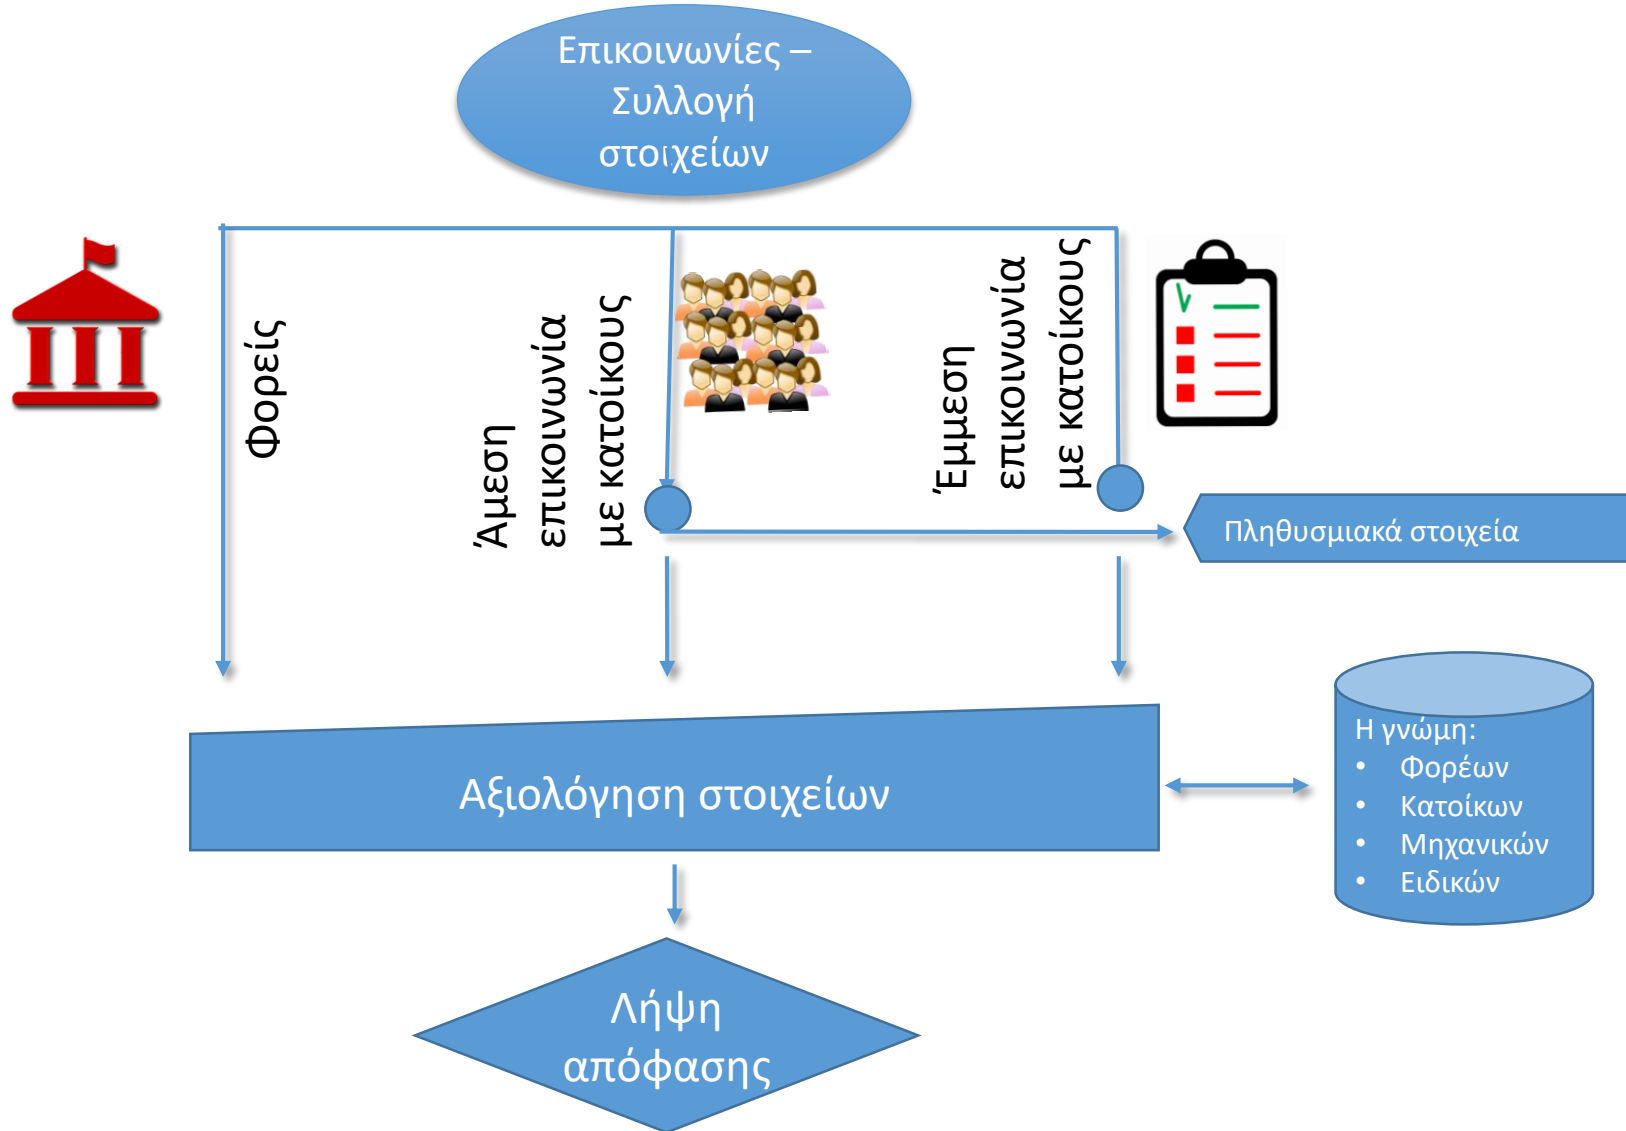 Επικοινωνίες –
Συλλογή
στοιχείων
Φορείς
Άμεση
επικοινωνία
με κατοίκους
Έμμεση
επικοινωνία
με κατοίκους
Πληθυσμιακά στοιχεία
Αξιολόγηση στοιχείων
Η γνώμη:
• Φορέων
• Κατοίκων
• Μηχανικών
• Ειδικών
Λήψη
απόφασης